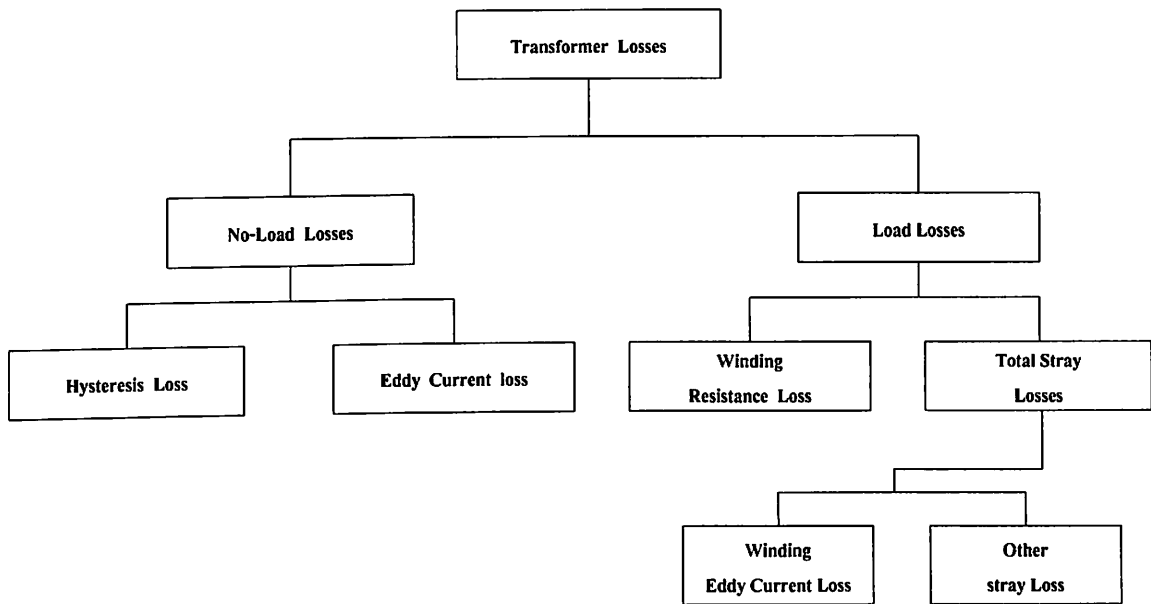 Transformer Losses
No-Load Losses
Load Losses
Hysteresis Loss
Eddy Current loss
Winding
Resistance Loss
Total Stray
Losses
Winding
Eddy Current Loss
Other
stray Loss